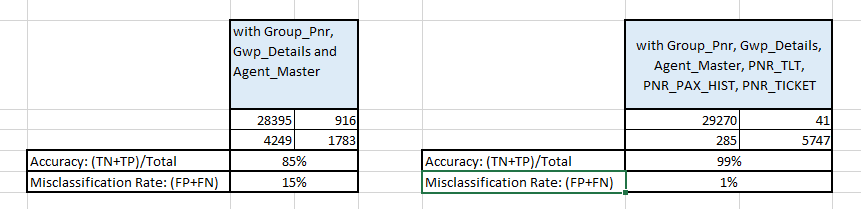 with Group_Pnr,
Gwp_Details and
Agent_Master
28395 916
4249 1783
Accuracy: (TN+TP)/Total 85%
Misclassification Rate: (FP+FN) 15%
with Group_Pnr, Gwp_Details,
Agent_Master, PNR_TLT,
PNR_PAX_HIST, PNR_TICKET
29270 41
285 5747
Accuracy: (TN+TP)/Total 99%
Misclassification Rate: (FP+FN) 1%